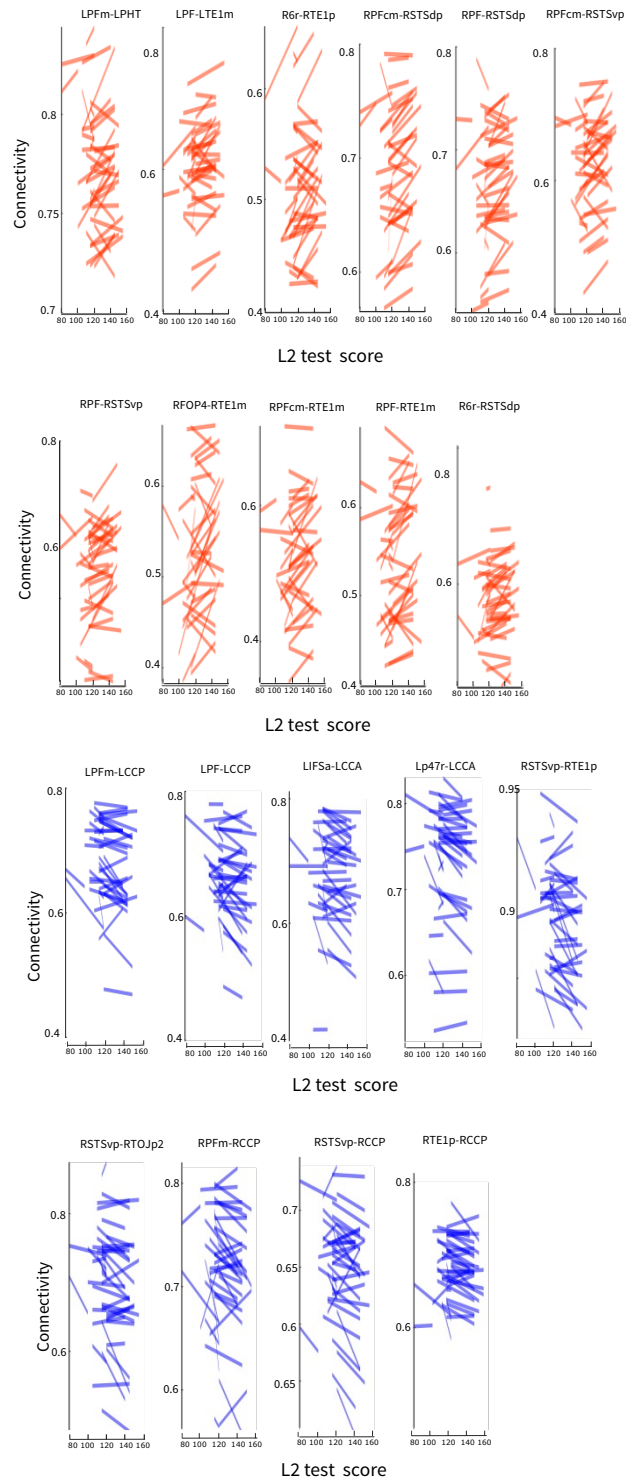 LPFm-LPHT LPF-LTE1m R6r-RTE1p RPFcm-RSTSdp RPF-RSTSdp RPFcm-RSTSvp
0.8 0.75 0.7
0.8 0.6 0.4
0.6 0.5 0.4
0.8 0.7 0.6
0.8 0.7 0.6
0.8 0.6 0.4
Connectivity
80 100 120 140 160 80 100 120 140 160 80 100 120 140 160 80 100 120 140 160 80 100 120 140 160 80 100 120 140 160
L2 test score
RPF-RSTSvp RFOP4-RTE1m RPFcm-RTE1m RPF-RTE1m R6r-RSTSdp
0.8 0.6
0.6 0.5 0.4
0.6 0.4
0.6 0.5 0.4
0.8 0.6
Connectivity
80 100 120 140 160 80 100 120 140 160 80 100 120 140 160 80 100 120 140 160 80 100 120 140 160
L2 test score
LPFm-LCCP LPF-LCCP LIFSa-LCCA Lp47r-LCCA RSTSvp-RTE1p
0.8 0.6 0.4
0.8 0.6 0.4
0.8 0.6 0.4
0.8 0.7 0.6
0.95 0.9
Connectivity
80 100 120 140 160 80 100 120 140 160 80 100 120 140 160 80 100 120 140 160 80 100 120 140 160
L2 test score
RSTSvp-RTOJp2 RPFm-RCCP RSTSvp-RCCP RTE1p-RCCP
0.8 0.6
0.8 0.7 0.6
0.7 0.65 0.6 0.65
0.8 0.6
Connectivity
80 100 120 140 160 80 100 120 140 160 80 100 120 140 160 80 100 120 140 160
L2 test score